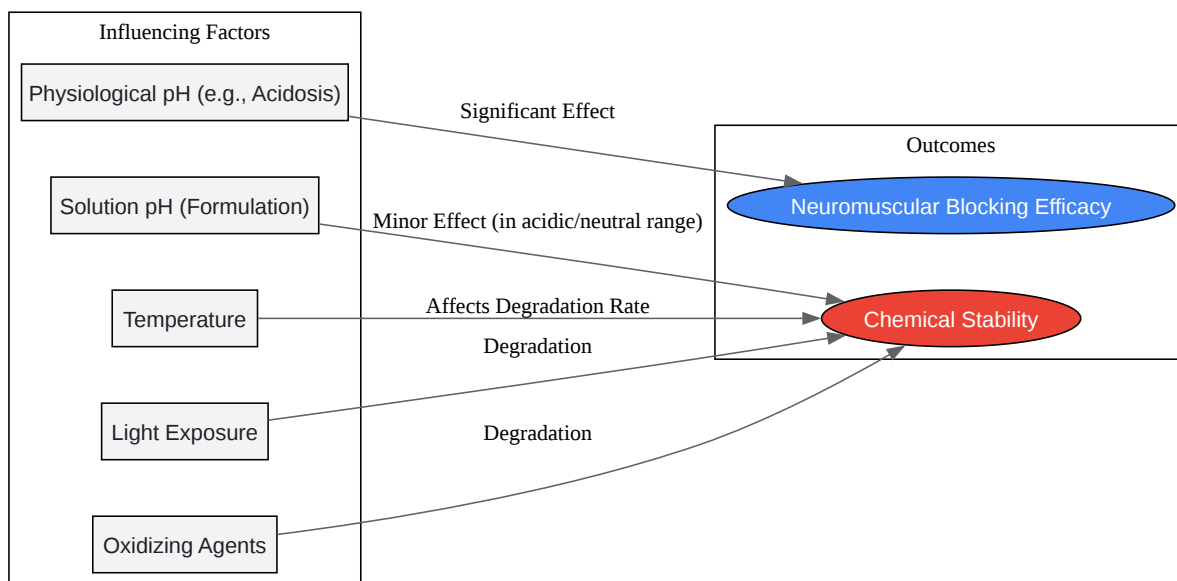 Influencing Factors
Physiological pH (e.g., Acidosis)
Significant Effect
Outcomes
Solution pH (Formulation)
Minor Effect (in acidic/neutral range)
Neuromuscular Blocking Efficacy
Temperature
Affects Degradation Rate
Chemical Stability
Degradation
Light Exposure
Degradation
Oxidizing Agents